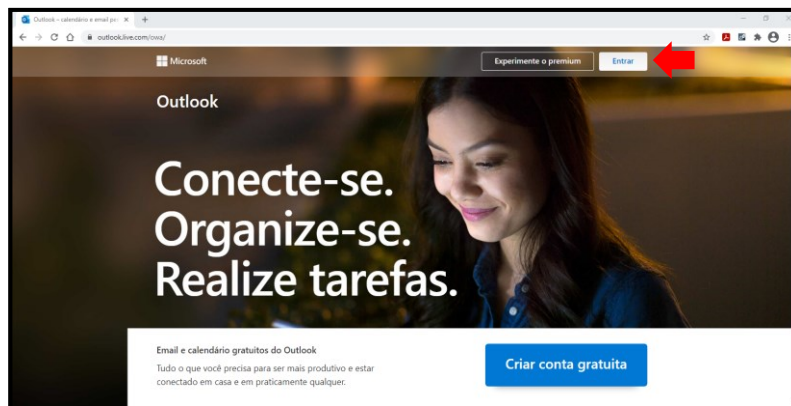 Outlook – calendário e email pe
outlook.live.com/owa/
Microsoft
Experimente o premium
Entrar
Outlook
Conecte-se.
Organize-se.
Realize tarefas.
Email e calendário gratuitos do Outlook
Tudo o que você precisa para ser mais produtivo e estar
conectado em casa e em praticamente qualquer.
Criar conta gratuita